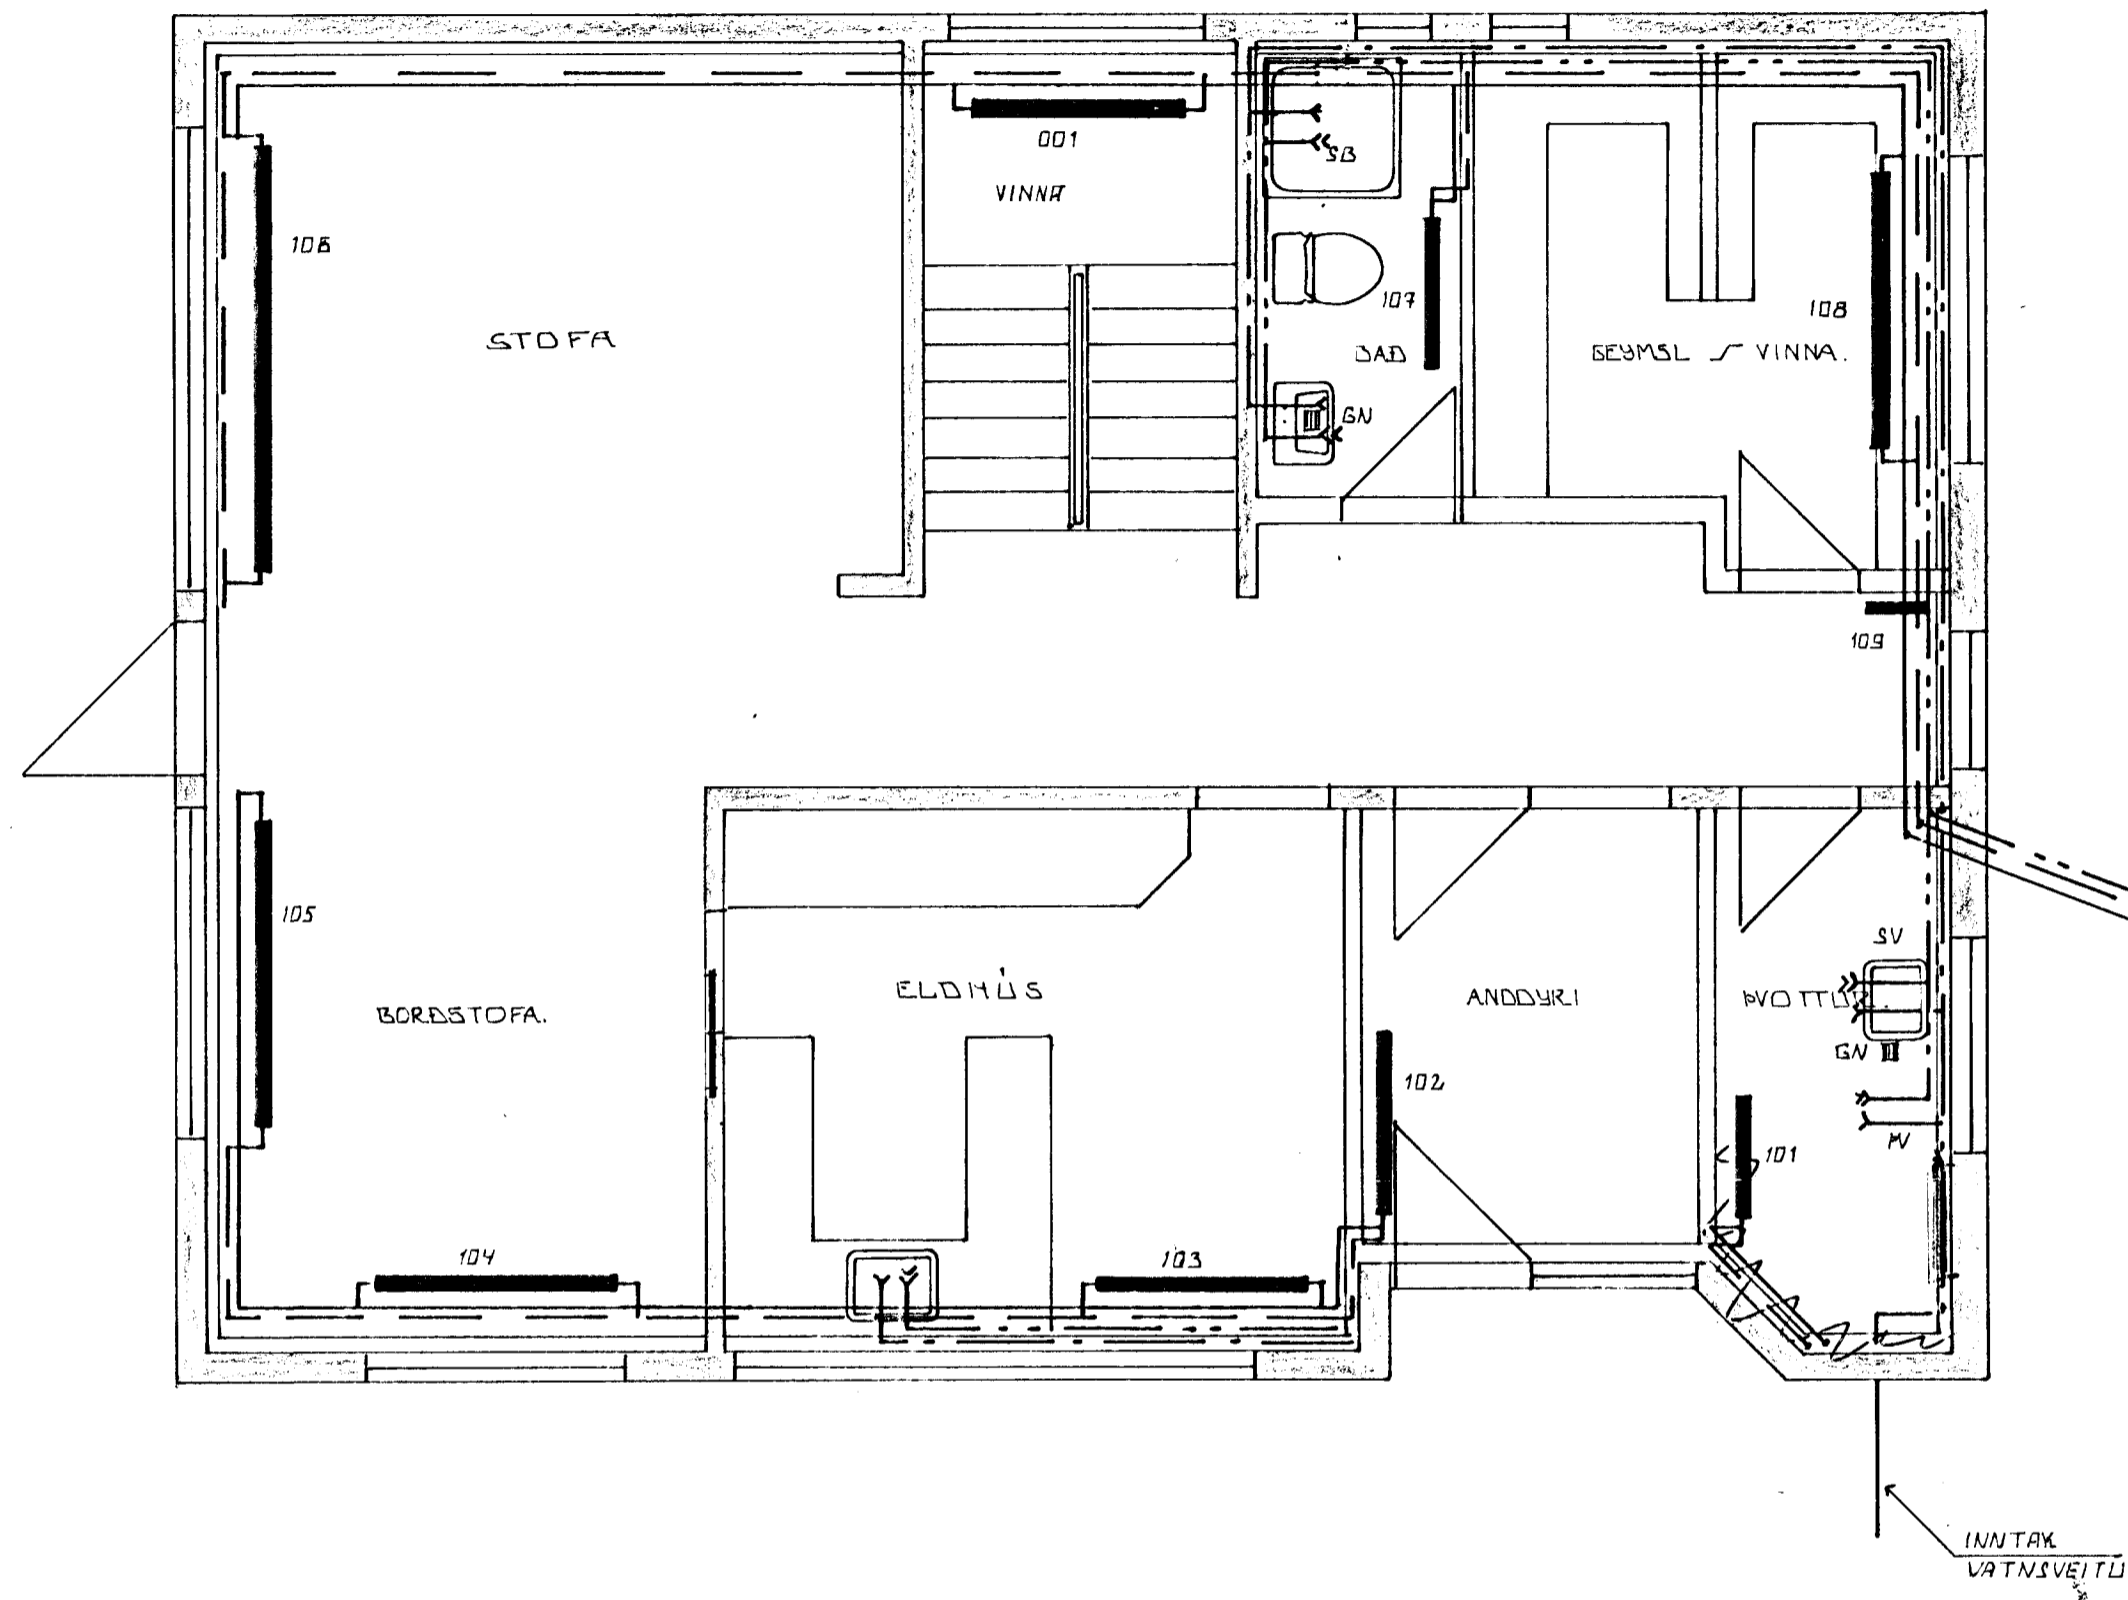 001
SB
VINNA
106
107
108
STOFA
BAÐ
GEYMSL / VINNA.
GN
109
105
SV
ELDHÚS
ANDDYRI
ÞVOTTUR.
BORÐSTOFA.
GN
102
ÞV
101
104
103
INNTAK
VATNSVEITU